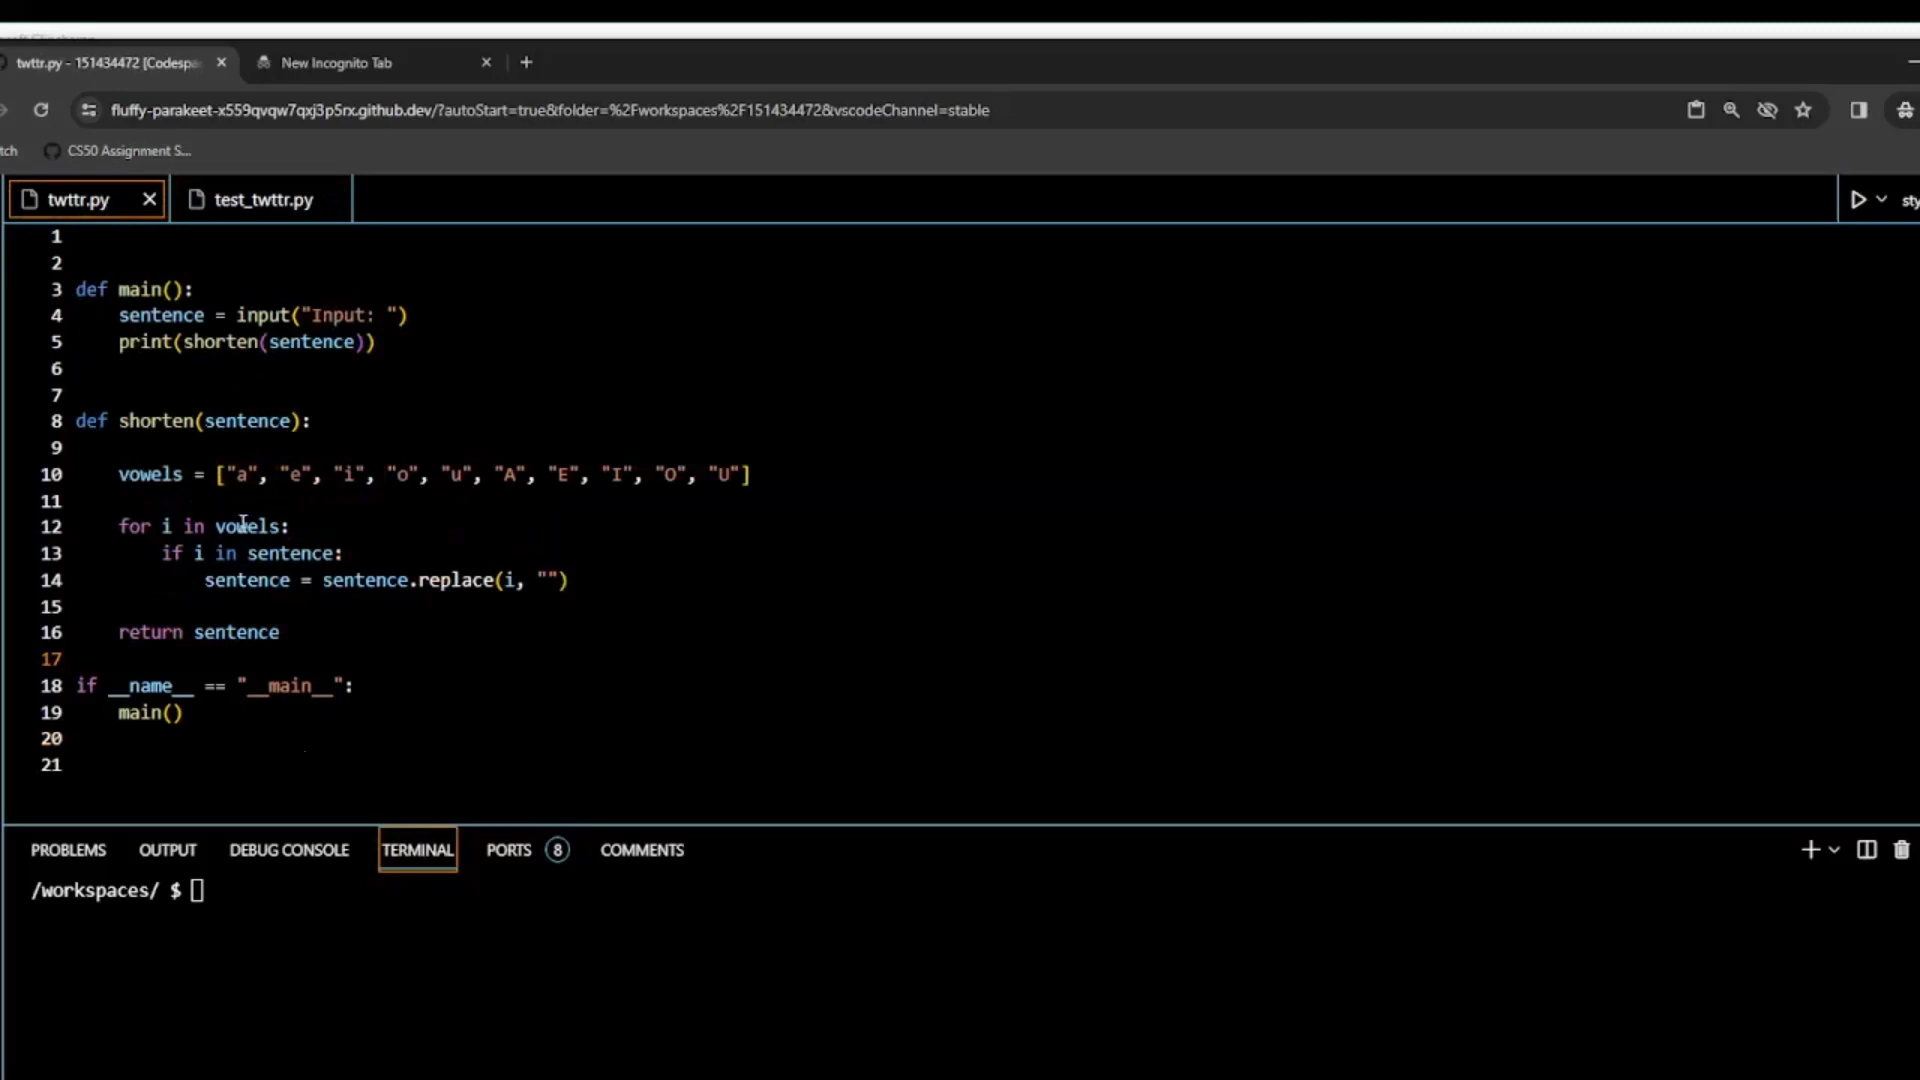 twttr.py - 151434472 [Codespa
New Incognito Tab
fluffy-parakeet-x559qvqw7qxj3p5rx.github.dev/?autoStart=true&folder=%2Fworkspaces%2F151434472&vscodeChannel=stable
tch CS50 Assignment S...
twttr.py test_twttr.py sty
1
2
3 def main():
4 sentence = input("Input: ")
5 print(shorten(sentence))
6
7
8 def shorten(sentence):
9
10 vowels = ["a", "e", "i", "o", "u", "A", "E", "I", "O", "U"]
11
12 for i in vowels:
13 if i in sentence:
14 sentence = sentence.replace(i, "")
15
16 return sentence
17
18 if __name__ == "__main__":
19 main()
20
21
PROBLEMS OUTPUT DEBUG CONSOLE TERMINAL PORTS 8 COMMENTS
/workspaces/ $